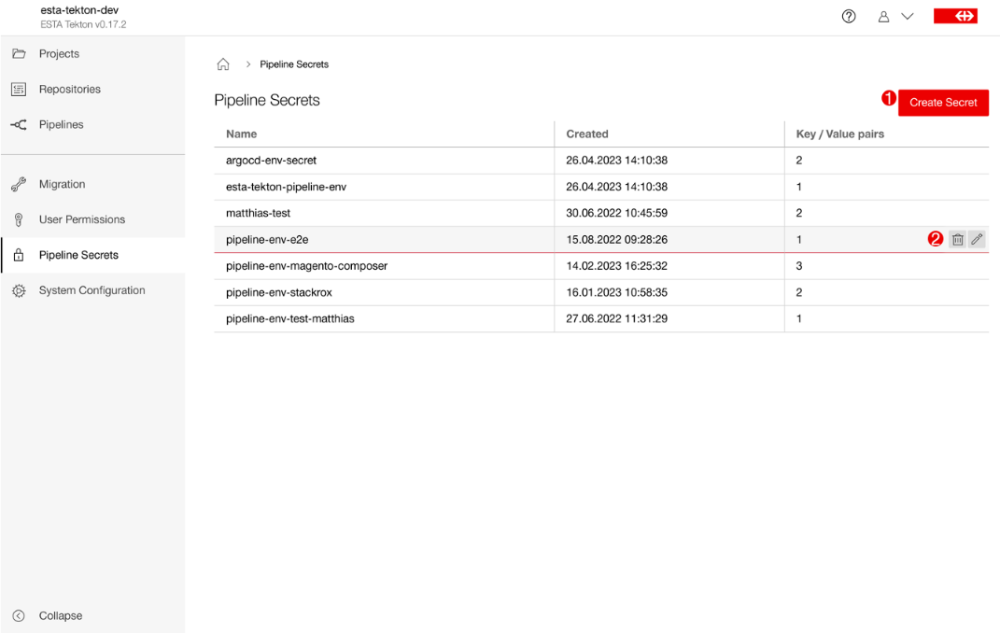 esta-tekton-dev
ESTA Tekton v0.17.2
Projects
Repositories
Pipelines
Migration
User Permissions
Pipeline Secrets
System Configuration
Collapse
> Pipeline Secrets
Pipeline Secrets
1 Create Secret
Name Created Key / Value pairs
argocd-env-secret 26.04.2023 14:10:38 2
esta-tekton-pipeline-env 26.04.2023 14:10:38 1
matthias-test 30.06.2022 10:45:59 2
pipeline-env-e2e 15.08.2022 09:28:26 1 2
pipeline-env-magento-composer 14.02.2023 16:25:32 3
pipeline-env-stackrox 16.01.2023 10:58:35 2
pipeline-env-test-matthias 27.06.2022 11:31:29 1